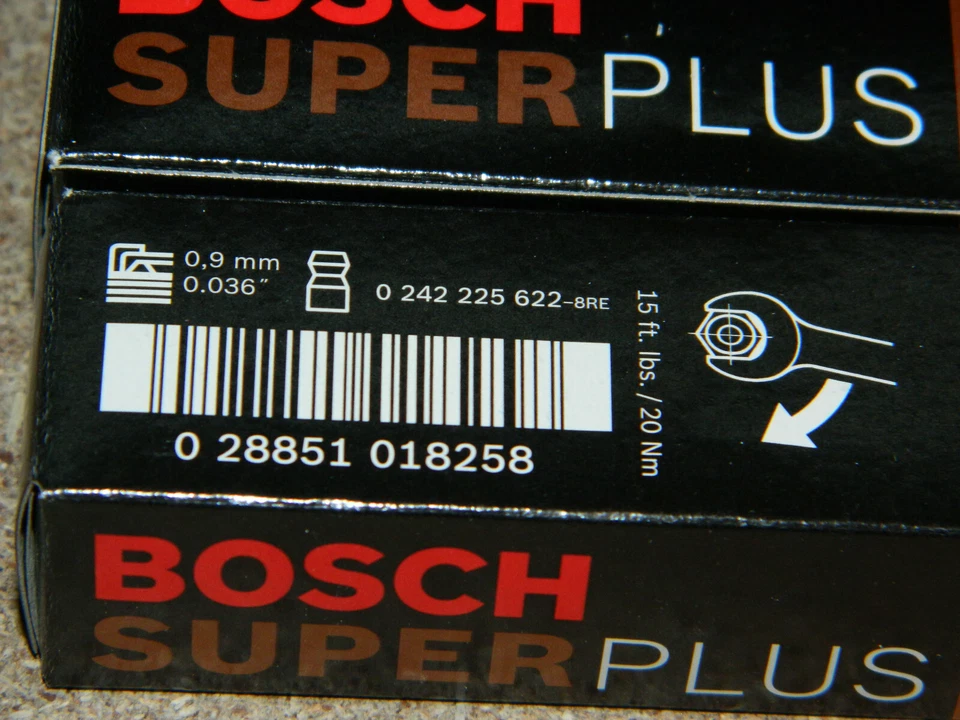 BOSCH
SUPERPLUS
0,9 mm
0.036″
0 242 225 622-8RE
0 28851 018258
15 ft. lbs. / 20 Nm
BOSCH
SUPERPLUS